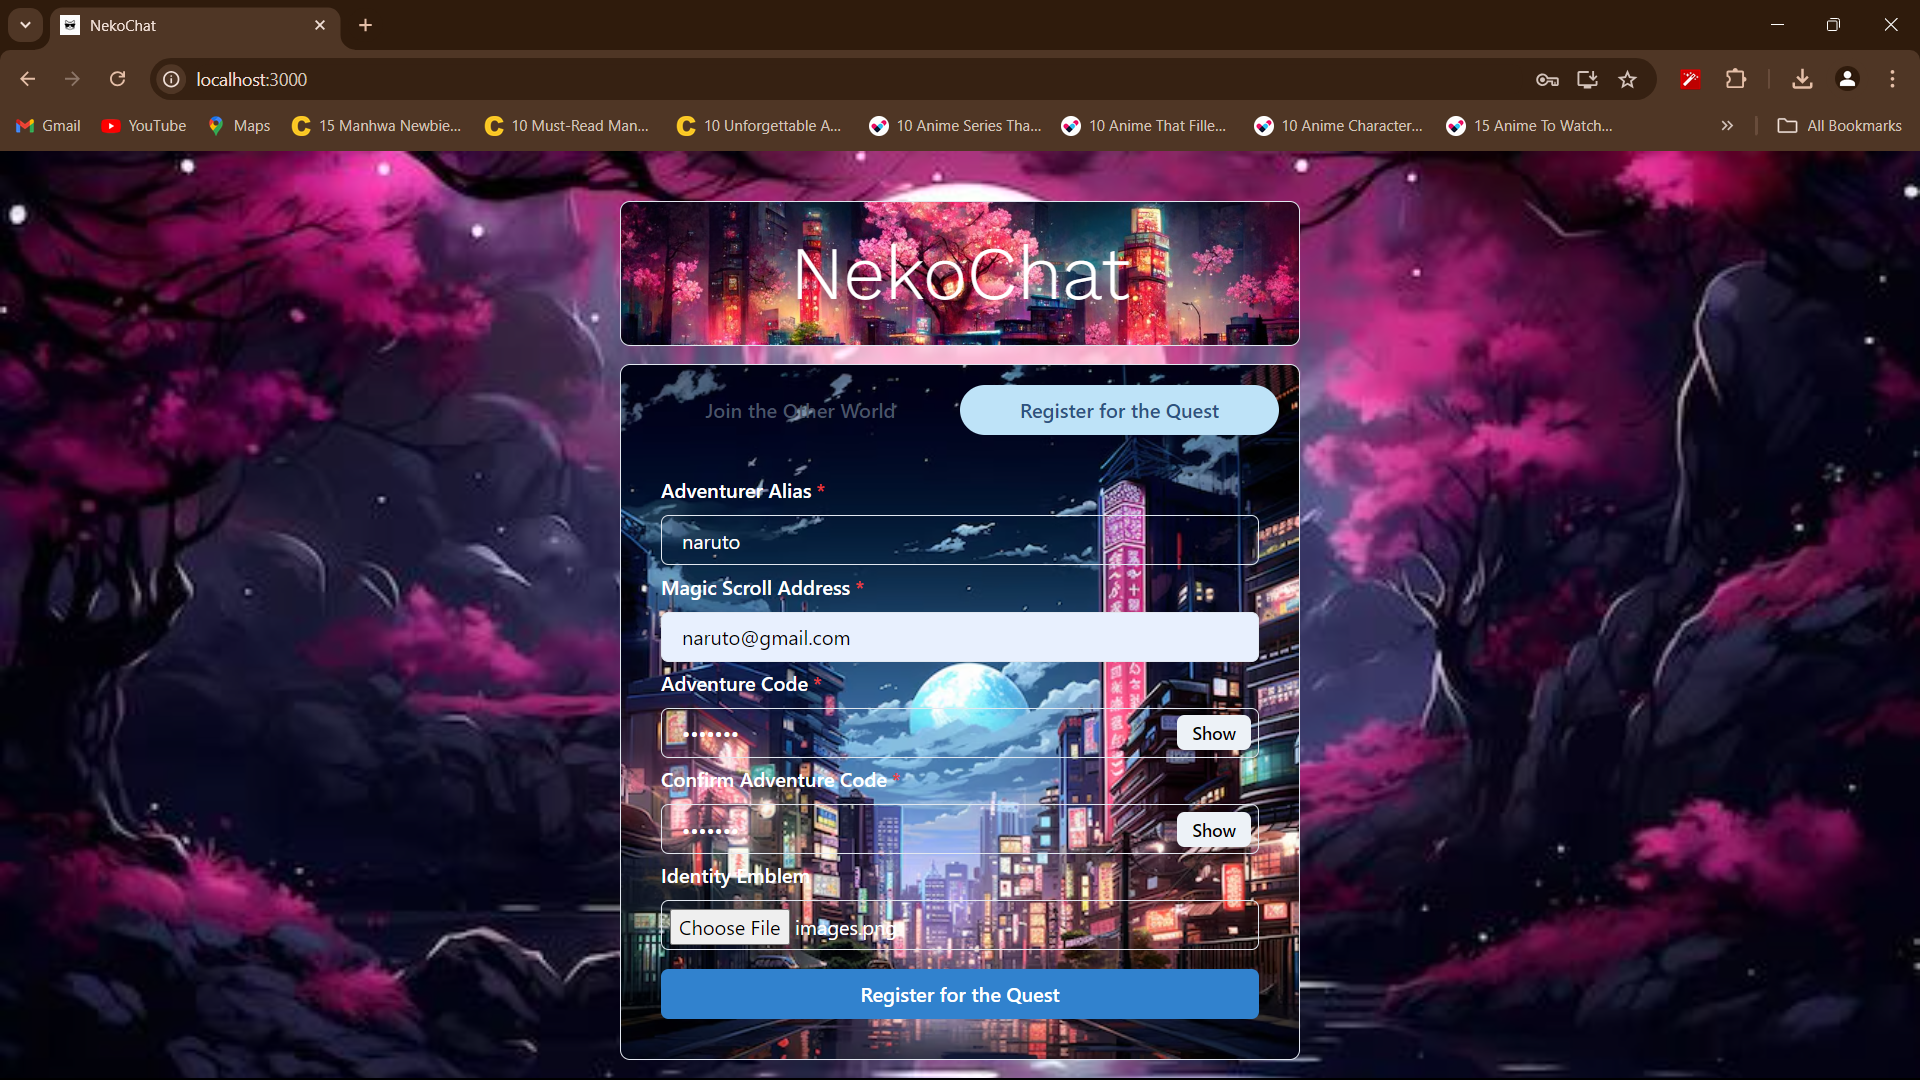 NekoChat
localhost:3000
Gmail
YouTube
Maps
15 Manhwa Newbie...
10 Must-Read Man...
10 Unforgettable A...
10 Anime Series Tha...
10 Anime That Fille...
10 Anime Character...
15 Anime To Watch...
All Bookmarks
NekoChat
Join the Other World
Register for the Quest
Adventurer Alias *
naruto
Magic Scroll Address *
naruto@gmail.com
Adventure Code *
•••••••
Show
Confirm Adventure Code *
•••••••
Show
Identity Emblem
Choose File images.png
Register for the Quest